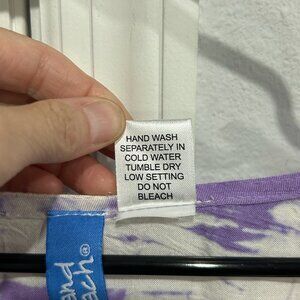 HAND WASH
SEPARATELY IN
COLD WATER
TUMBLE DRY
LOW SETTING
DO NOT
BLEACH